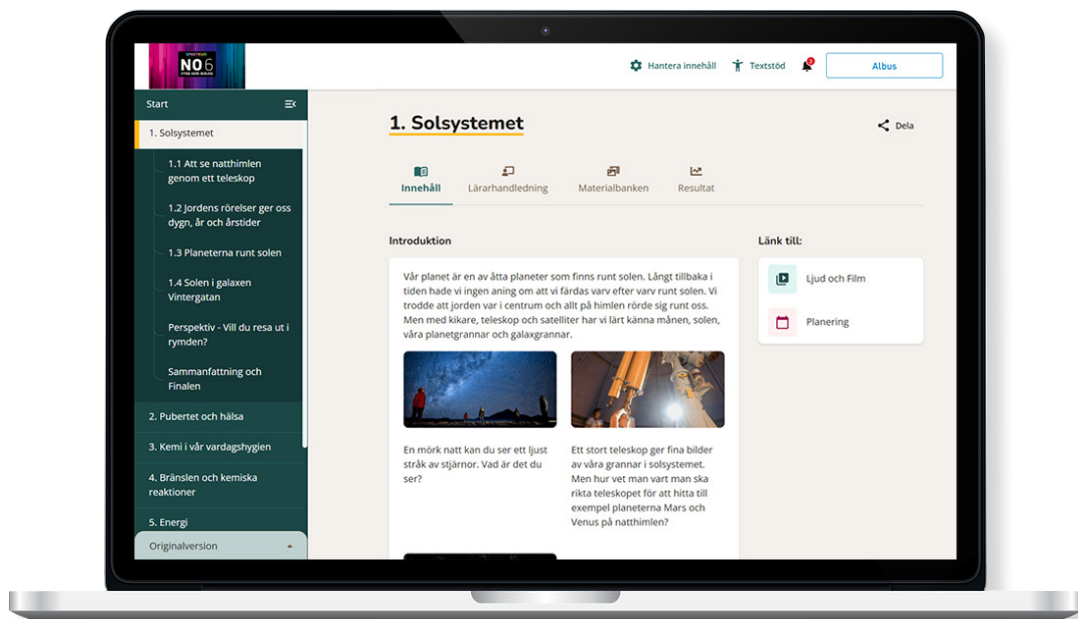 SPEKTRUM
NO 6
FYSIK KEMI BIOLOGI
Hantera innehåll
Textstöd
2
Albus
Start
1. Solsystemet
1.1 Att se natthimlen
genom ett teleskop
1.2 Jordens rörelser ger oss
dygn, år och årstider
1.3 Planeterna runt solen
1.4 Solen i galaxen
Vintergatan
Perspektiv - Vill du resa ut i
rymden?
Sammanfattning och
Finalen
2. Pubertet och hälsa
3. Kemi i vår vardagshygien
4. Bränslen och kemiska
reaktioner
5. Energi
Originalversion
1. Solsystemet
Dela
Innehåll
Lärarhandledning
Materialbanken
Resultat
Introduktion
Vår planet är en av åtta planeter som finns runt solen. Långt tillbaka i
tiden hade vi ingen aning om att vi färdas varv efter varv runt solen. Vi
trodde att jorden var i centrum och allt på himlen rörde sig runt oss.
Men med kikare, teleskop och satelliter har vi lärt känna månen, solen,
våra planetgrannar och galaxgrannar.
En mörk natt kan du ser ett ljust
stråk av stjärnor. Vad är det du
ser?
Ett stort teleskop ger fina bilder
av våra grannar i solsystemet.
Men hur vet man vart man ska
rikta teleskopet för att hitta till
exempel planeterna Mars och
Venus på natthimlen?
Länk till:
Ljud och Film
Planering